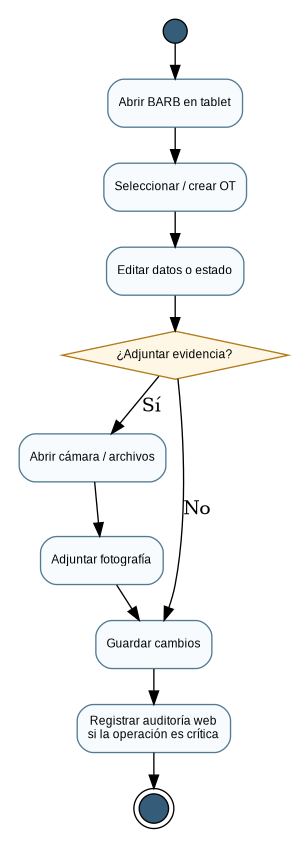 Abrir BARB en tablet
Seleccionar / crear OT
Editar datos o estado
¿Adjuntar evidencia?
Sí
Abrir cámara / archivos
No
Adjuntar fotografía
Guardar cambios
Registrar auditoría web
si la operación es crítica